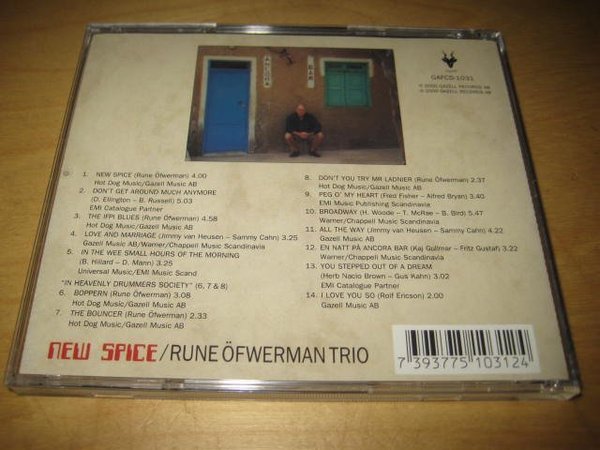 ANCORA
BAR
GAFCD-1031
℗ 2000 GAZELL RECORDS AB
© 2000 GAZELL RECORDS AB
1. NEW SPICE (Rune Öfwerman) 4.00
Hot Dog Music/Gazell Music AB
2. DON'T GET AROUND MUCH ANYMORE
(D. Ellington – B. Russell) 5.03
EMI Catalogue Partner
3. THE IFPI BLUES (Rune Öfwerman) 4.58
Hot Dog Music/Gazell Music AB
4. LOVE AND MARRIAGE (Jimmy van Heusen – Sammy Cahn) 3.25
Gazell Music AB/Warner/Chappell Music Scandinavia
5. IN THE WEE SMALL HOURS OF THE MORNING
(B. Hillard – D. Mann) 3.25
Universal Music/EMI Music Scand
"IN HEAVENLY DRUMMERS SOCIETY" (6, 7 & 8)
6. BOPPERN (Rune Öfwerman) 3.08
Hot Dog Music/Gazell Music AB
7. THE BOUNCER (Rune Öfwerman) 2.33
Hot Dog Music/Gazell Music AB
8. DON'T YOU TRY MR LADNIER (Rune Öfwerman) 2.37
Hot Dog Music/Gazell Music AB
9. PEG O' MY HEART (Fred Fisher – Alfred Bryan) 3.40
EMI Music Publishing Scandinavia
10. BROADWAY (H. Woode – T. McRae – B. Bird) 5.47
Warner/Chappell Music Scandinavia
11. ALL THE WAY (Jimmy van Heusen – Sammy Cahn) 4.22
Gazell Music AB
12. EN NATT PÅ ANCORA BAR (Kaj Gullmar – Fritz Gustaf) 3.22
Warner/Chappell Music Scandinavia
13. YOU STEPPED OUT OF A DREAM
(Herb Nacio Brown – Gus Kahn) 3.02
EMI Catalogue Partner
14. I LOVE YOU SO (Rolf Ericson) 2.00
Gazell Music AB
NEW SPICE/RUNE ÖFWERMAN TRIO
7 393775 103124